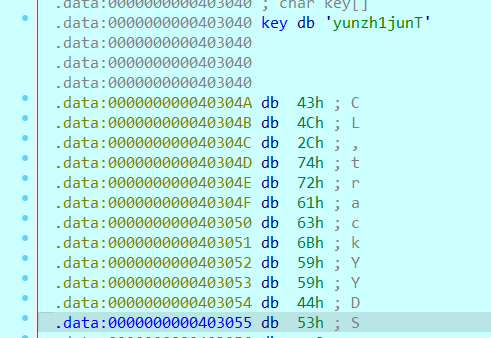 .data:0000000000403040 ; char key[]
.data:0000000000403040 key db 'yunzh1junT'
.data:0000000000403040
.data:0000000000403040
.data:0000000000403040
.data:000000000040304A db 43h ; C
.data:000000000040304B db 4Ch ; L
.data:000000000040304C db 2Ch ; ,
.data:000000000040304D db 74h ; t
.data:000000000040304E db 72h ; r
.data:000000000040304F db 61h ; a
.data:0000000000403050 db 63h ; c
.data:0000000000403051 db 6Bh ; k
.data:0000000000403052 db 59h ; Y
.data:0000000000403053 db 59h ; Y
.data:0000000000403054 db 44h ; D
.data:0000000000403055 db 53h ; S